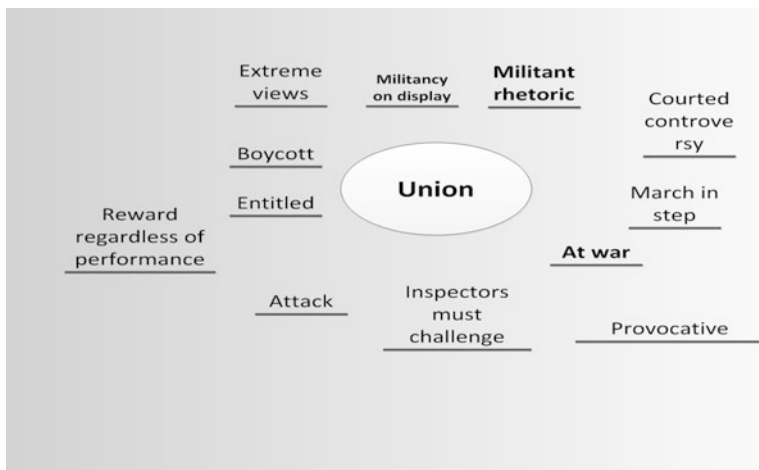 Extreme
views
Militancy
on display
Militant
rhetoric
Courted
controve
rsy
Boycott
Union
Entitled
March in
step
Reward
regardless of
performance
At war
Attack
Inspectors
must
challenge
Provocative